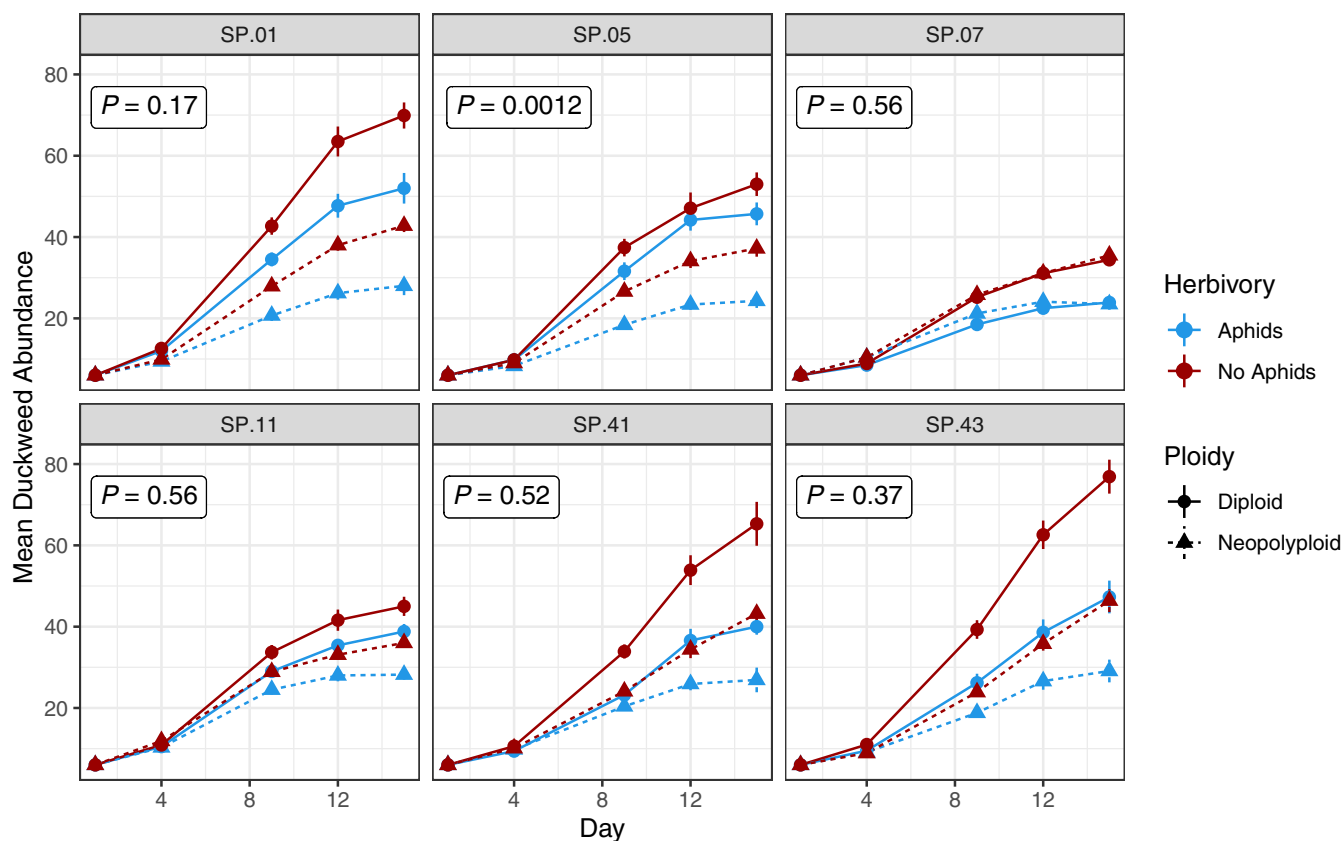 SP.01
SP.05
SP.07
P = 0.17
P = 0.0012
P = 0.56
80
60
40
20
SP.11
SP.41
SP.43
P = 0.56
P = 0.52
P = 0.37
80
60
40
20
4
8
12
4
8
12
4
8
12
Day
Mean Duckweed Abundance
Herbivory
Aphids
No Aphids
Ploidy
Diploid
Neopolyploid